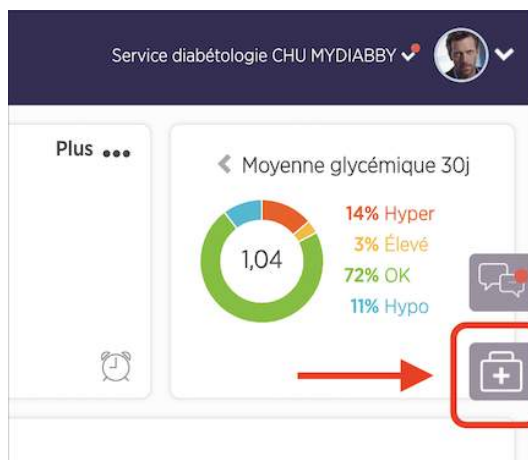 Service diabétologie CHU MYDIABBY
Plus ...
Moyenne glycémique 30j
1,04
14% Hyper
3% Élevé
72% OK
11% Hypo